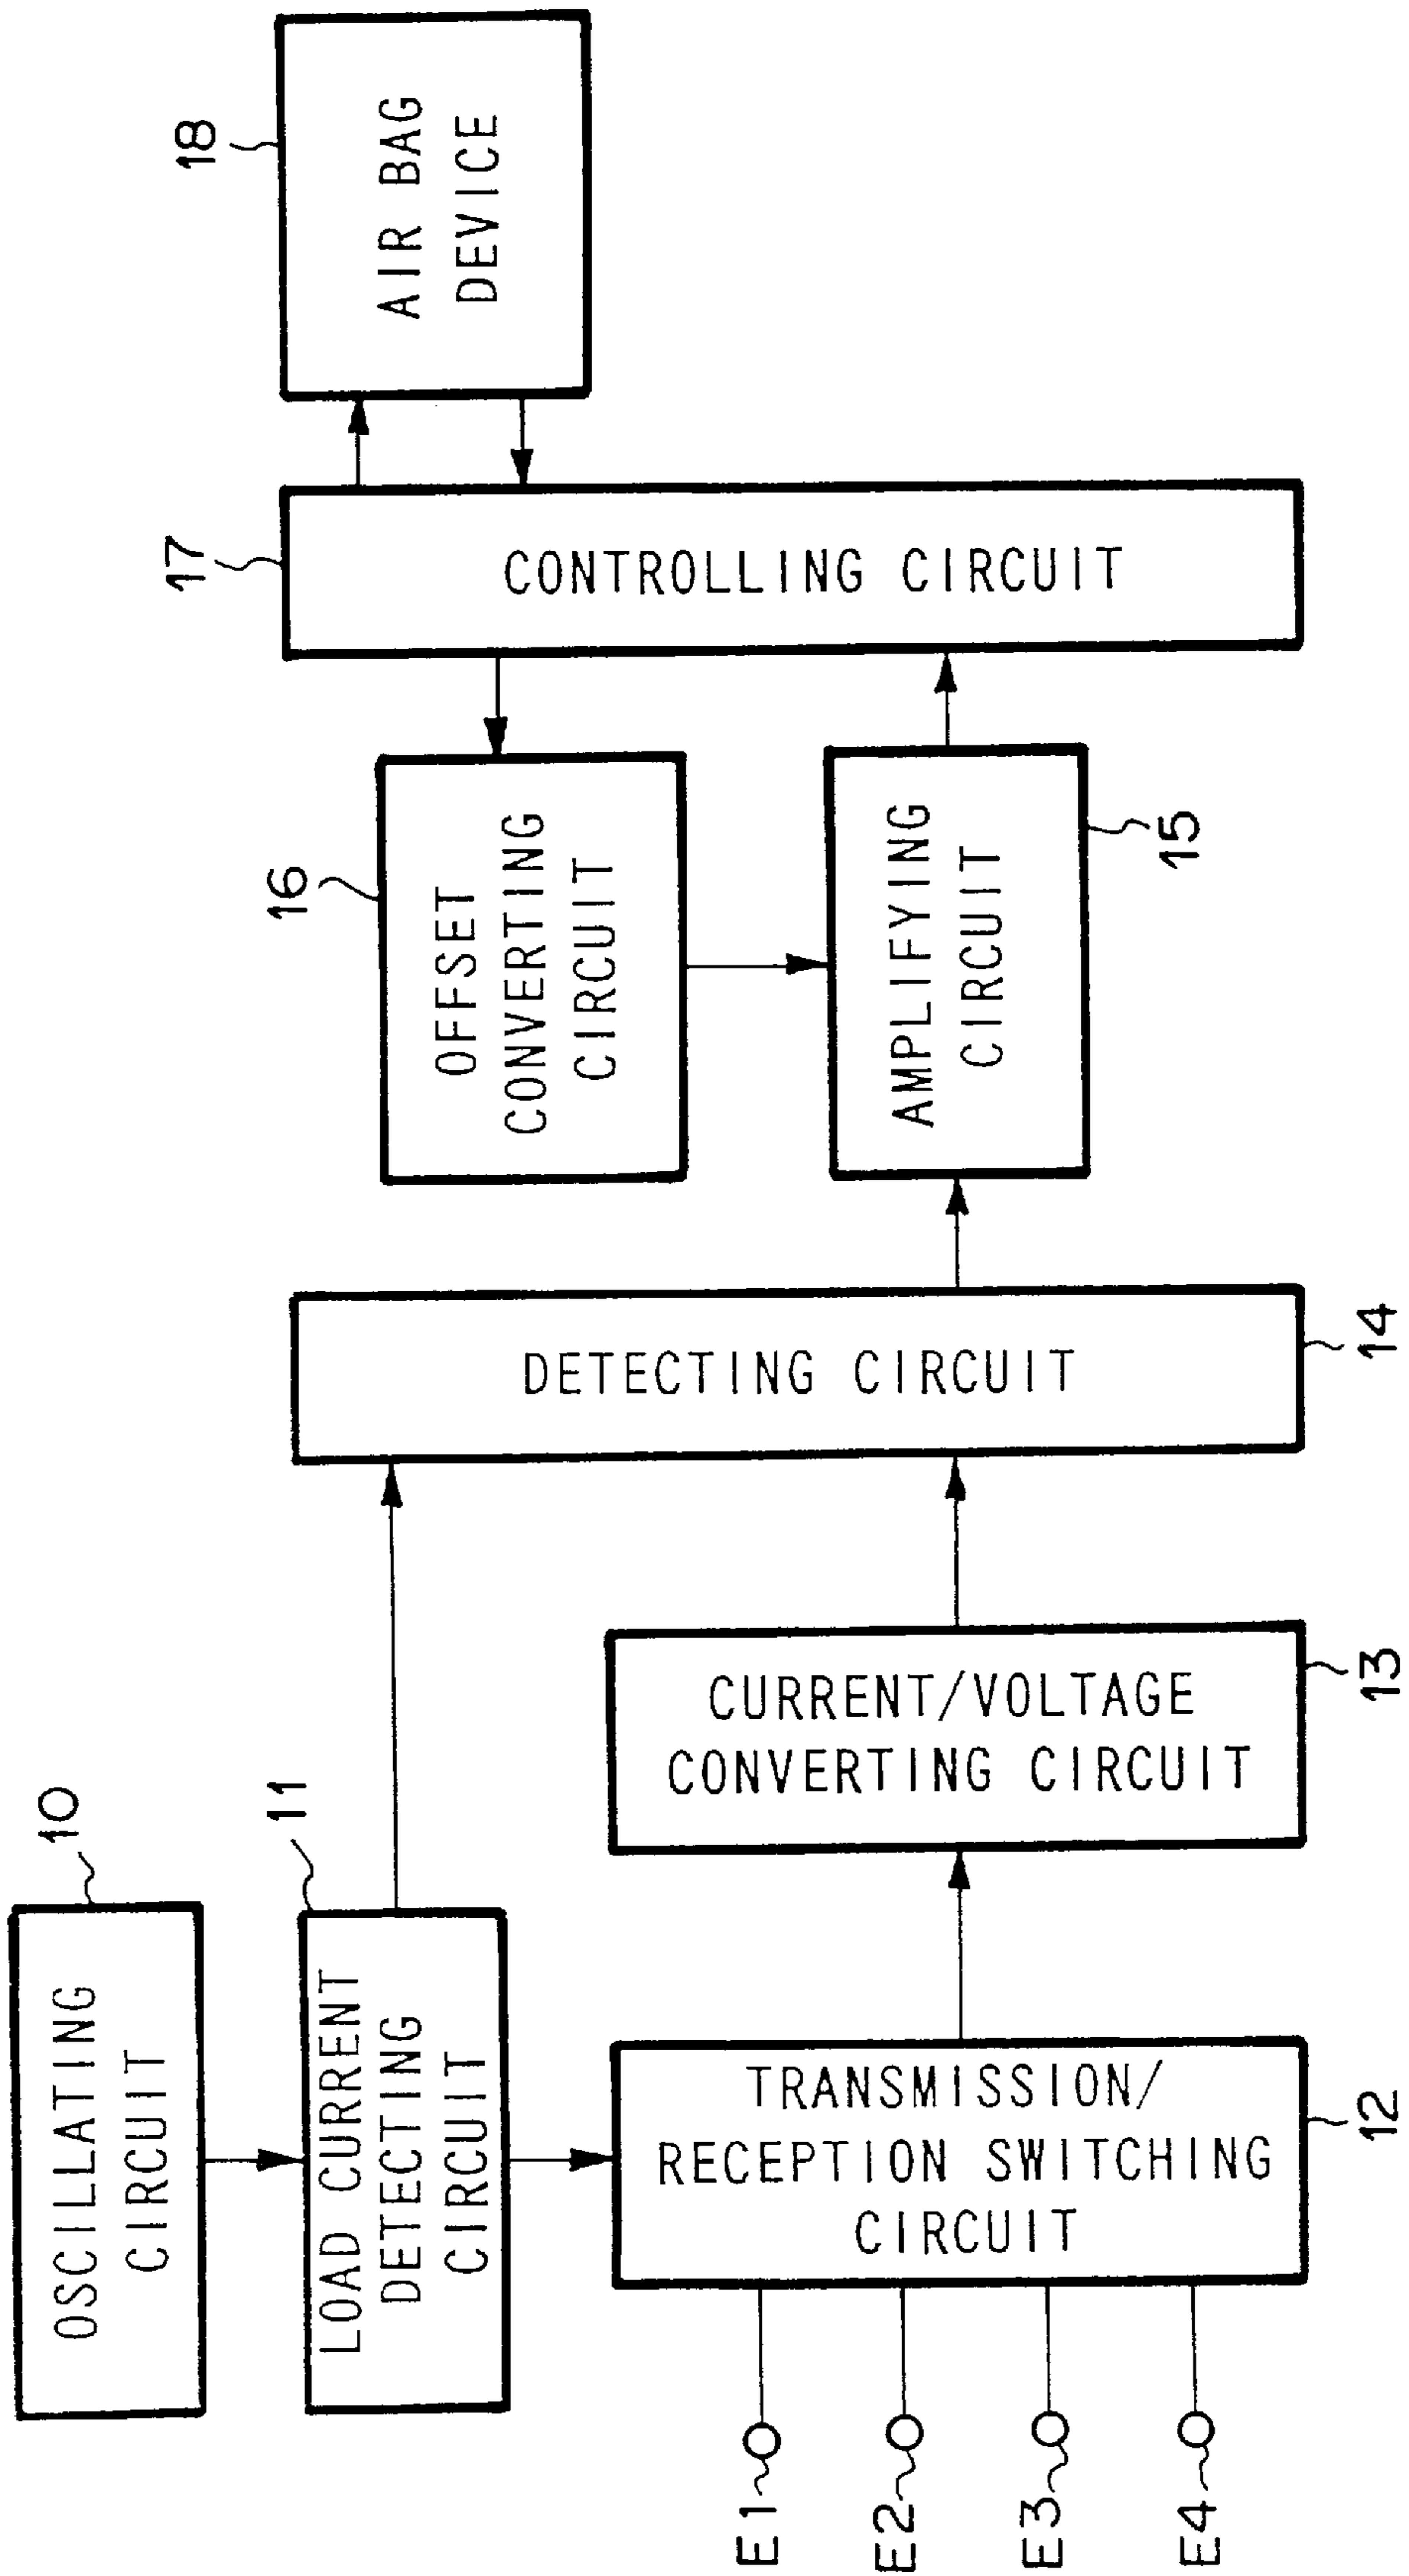 10
OSCILLATING
CIRCUIT
11
LOAD CURRENT
DETECTING
CIRCUIT
E1
E2
E3
E4
TRANSMISSION/
RECEPTION SWITCHING
CIRCUIT
12
CURRENT/VOLTAGE
CONVERTING CIRCUIT
13
DETECTING CIRCUIT
14
16
OFFSET
CONVERTING
CIRCUIT
AMPLIFYING
CIRCUIT
15
17
CONTROLLING CIRCUIT
18
AIR BAG
DEVICE